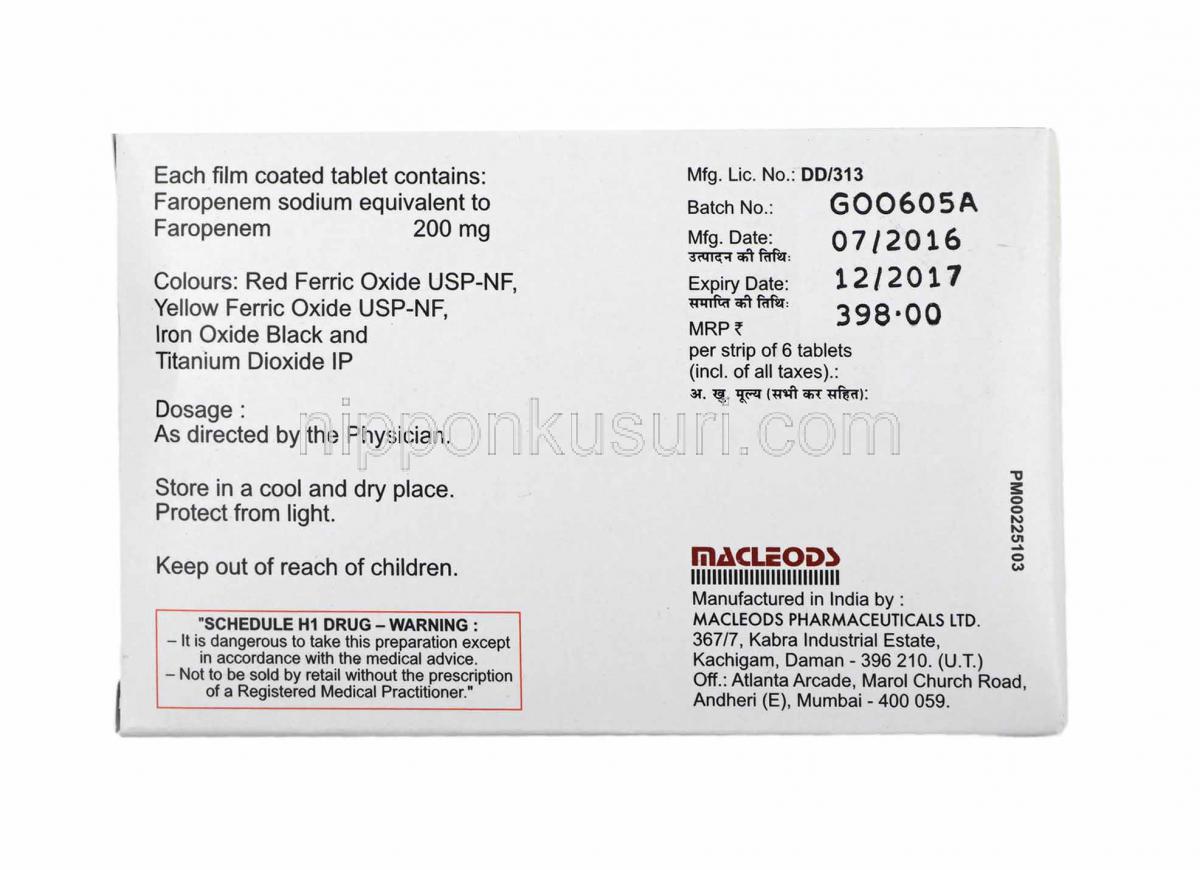 Each film coated tablet contains:
Faropenem sodium equivalent to
Faropenem 200 mg
Colours: Red Ferric Oxide USP-NF,
Yellow Ferric Oxide USP-NF,
Iron Oxide Black and
Titanium Dioxide IP
Dosage :
As directed by the Physician.
Store in a cool and dry place.
Protect from light.
Keep out of reach of children.
"SCHEDULE H1 DRUG – WARNING :
– It is dangerous to take this preparation except
in accordance with the medical advice.
– Not to be sold by retail without the prescription
of a Registered Medical Practitioner."
Mfg. Lic. No.: DD/313
Batch No.: GOO605A
Mfg. Date: 07/2016
उत्पादन की तिथि:
Expiry Date: 12/2017
समाप्ति की तिथि:
MRP ₹ 398·00
per strip of 6 tablets
(incl. of all taxes).:
अ. खु. मूल्य (सभी कर सहित):
nipponkusuri.com
PM00225103
MACLEODS
Manufactured in India by :
MACLEODS PHARMACEUTICALS LTD.
367/7, Kabra Industrial Estate,
Kachigam, Daman - 396 210. (U.T.)
Off.: Atlanta Arcade, Marol Church Road,
Andheri (E), Mumbai - 400 059.